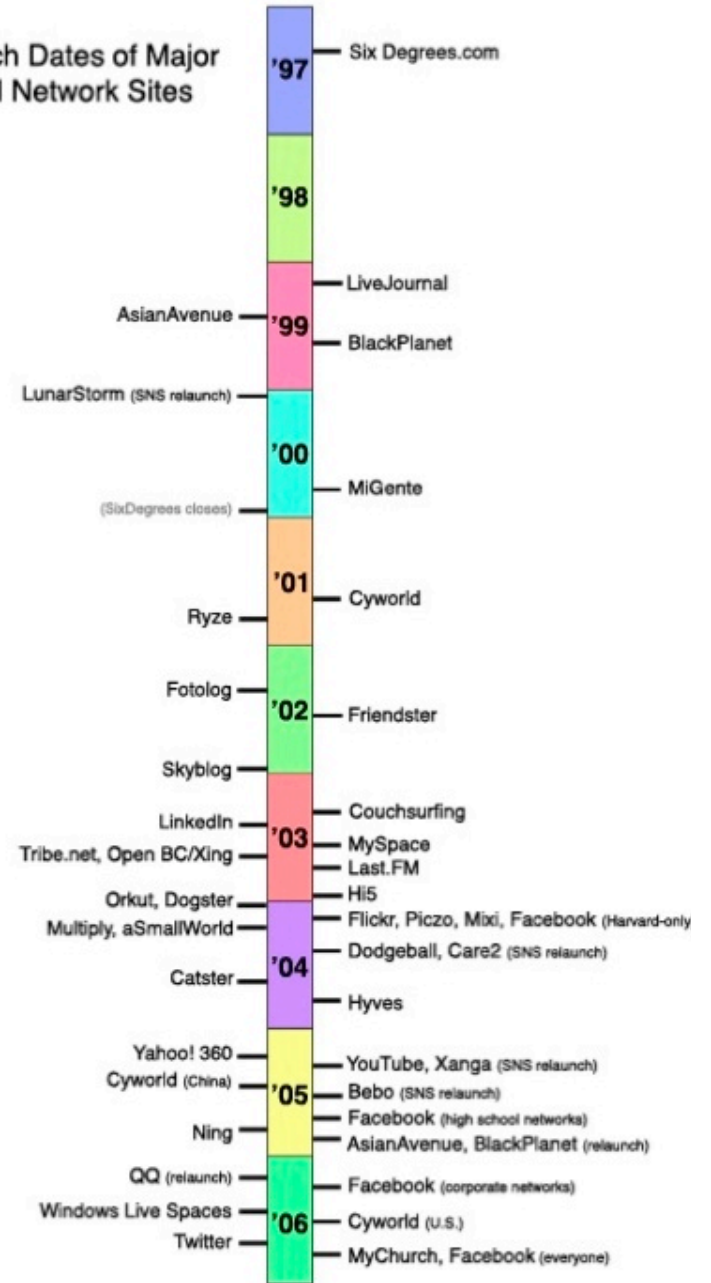 ch Dates of Major
l Network Sites
'97
Six Degrees.com
'98
LiveJournal
AsianAvenue
'99
BlackPlanet
LunarStorm (SNS relaunch)
'00
MiGente
(SixDegrees closes)
'01
Cyworld
Ryze
Fotolog
'02
Friendster
Skyblog
Couchsurfing
LinkedIn
'03
MySpace
Tribe.net, Open BC/Xing
Last.FM
Hi5
Orkut, Dogster
Flickr, Piczo, Mixi, Facebook (Harvard-only
Multiply, aSmallWorld
Dodgeball, Care2 (SNS relaunch)
'04
Catster
Hyves
Yahoo! 360
YouTube, Xanga (SNS relaunch)
Cyworld (China)
Bebo (SNS relaunch)
'05
Facebook (high school networks)
Ning
AsianAvenue, BlackPlanet (relaunch)
QQ (relaunch)
Facebook (corporate networks)
Windows Live Spaces
'06
Cyworld (U.S.)
Twitter
MyChurch, Facebook (everyone)